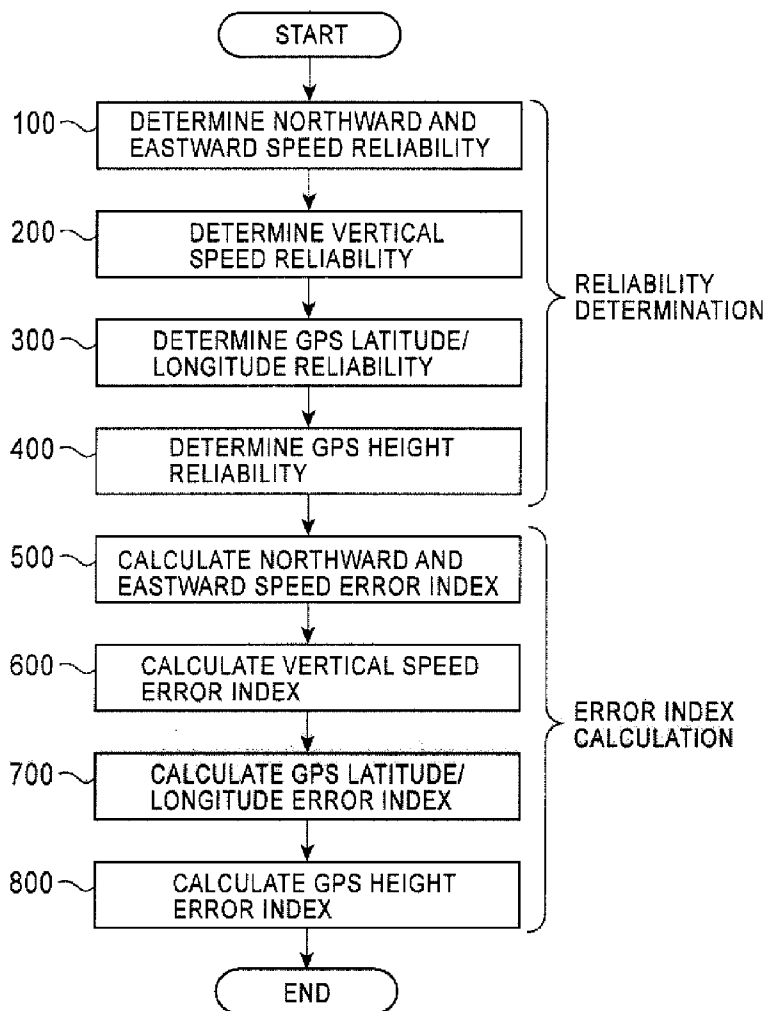 START
100
DETERMINE NORTHWARD AND
EASTWARD SPEED RELIABILITY
200
DETERMINE VERTICAL
SPEED RELIABILITY
RELIABILITY
DETERMINATION
300
DETERMINE GPS LATITUDE/
LONGITUDE RELIABILITY
400
DETERMINE GPS HEIGHT
RELIABILITY
500
CALCULATE NORTHWARD AND
EASTWARD SPEED ERROR INDEX
600
CALCULATE VERTICAL SPEED
ERROR INDEX
ERROR INDEX
CALCULATION
700
CALCULATE GPS LATITUDE/
LONGITUDE ERROR INDEX
800
CALCULATE GPS HEIGHT
ERROR INDEX
END